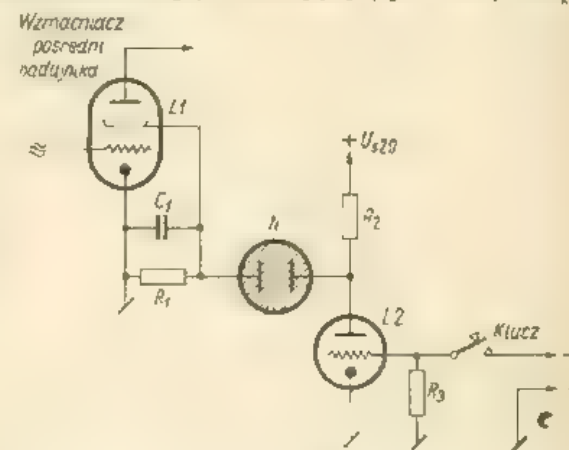 Wzmacniacz
pośredni
nadajnika
L1
C₁
R₁
+ Us20
R₂
L2
Klucz
R₃